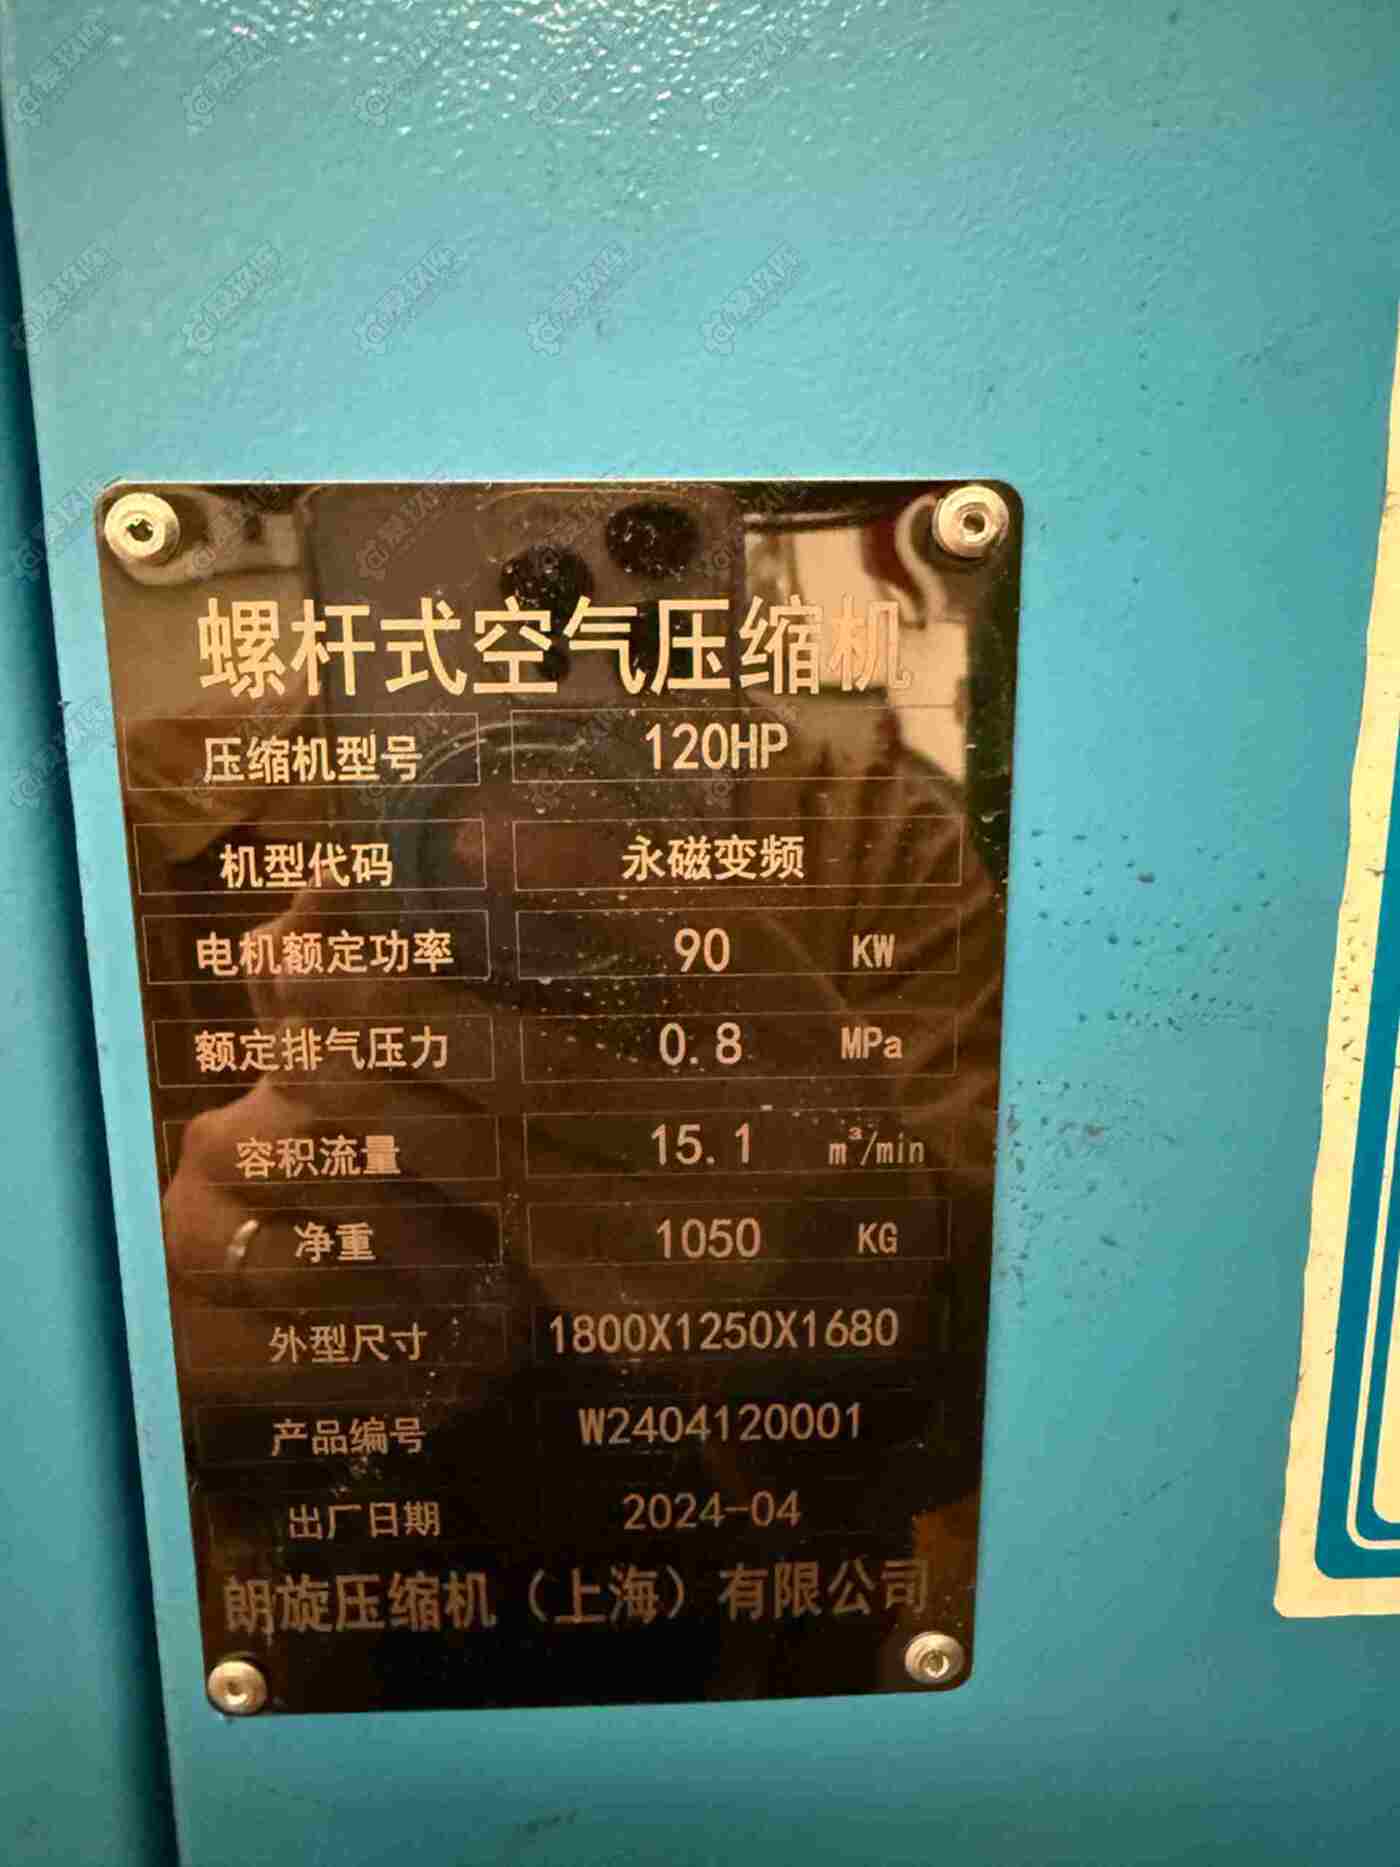 螺杆式空气压缩机
压缩机型号 120HP
机型代码 永磁变频
电机额定功率 90 KW
额定排气压力 0.8 MPa
容积流量 15.1 m³/min
净重 1050 KG
外型尺寸 1800X1250X1680
产品编号 W2404120001
出厂日期 2024-04
朗旋压缩机（上海）有限公司